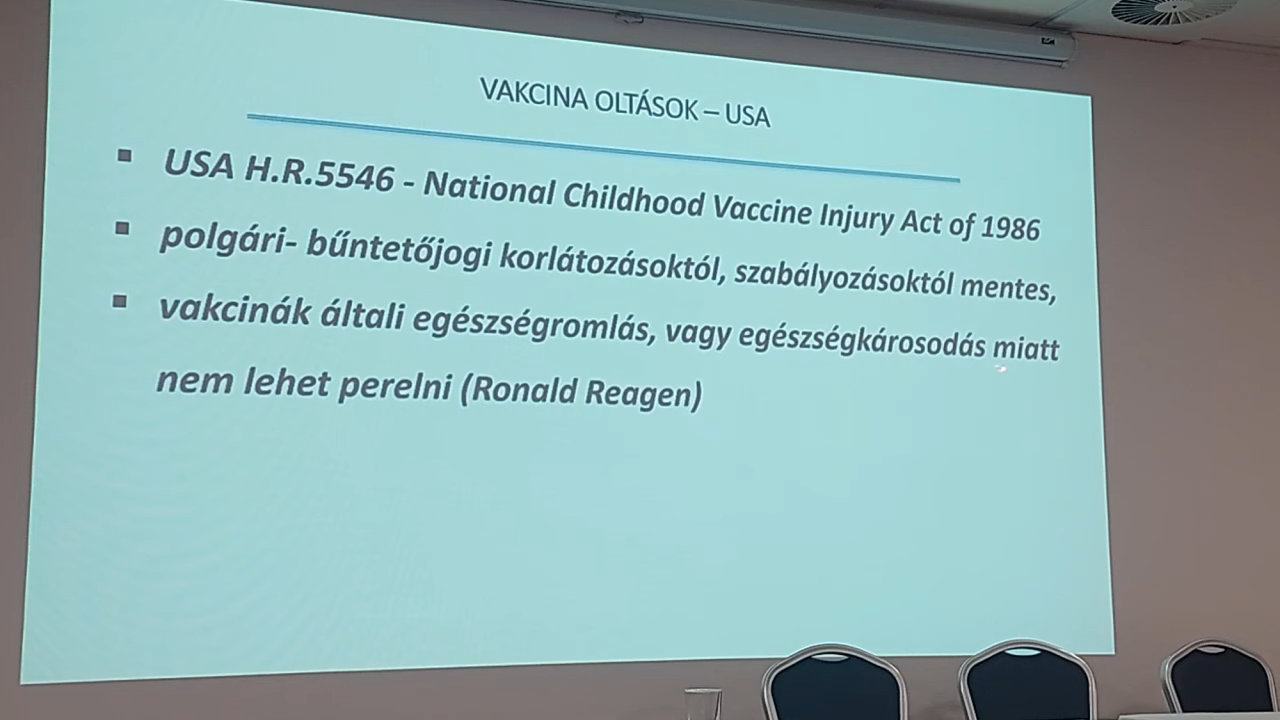 VAKCINA OLTÁSOK – USA
▪ USA H.R.5546 - National Childhood Vaccine Injury Act of 1986
▪ polgári- bűntetőjogi korlátozásoktól, szabályozásoktól mentes,
▪ vakcinák általi egészségromlás, vagy egészségkárosodás miatt
nem lehet perelni (Ronald Reagen)